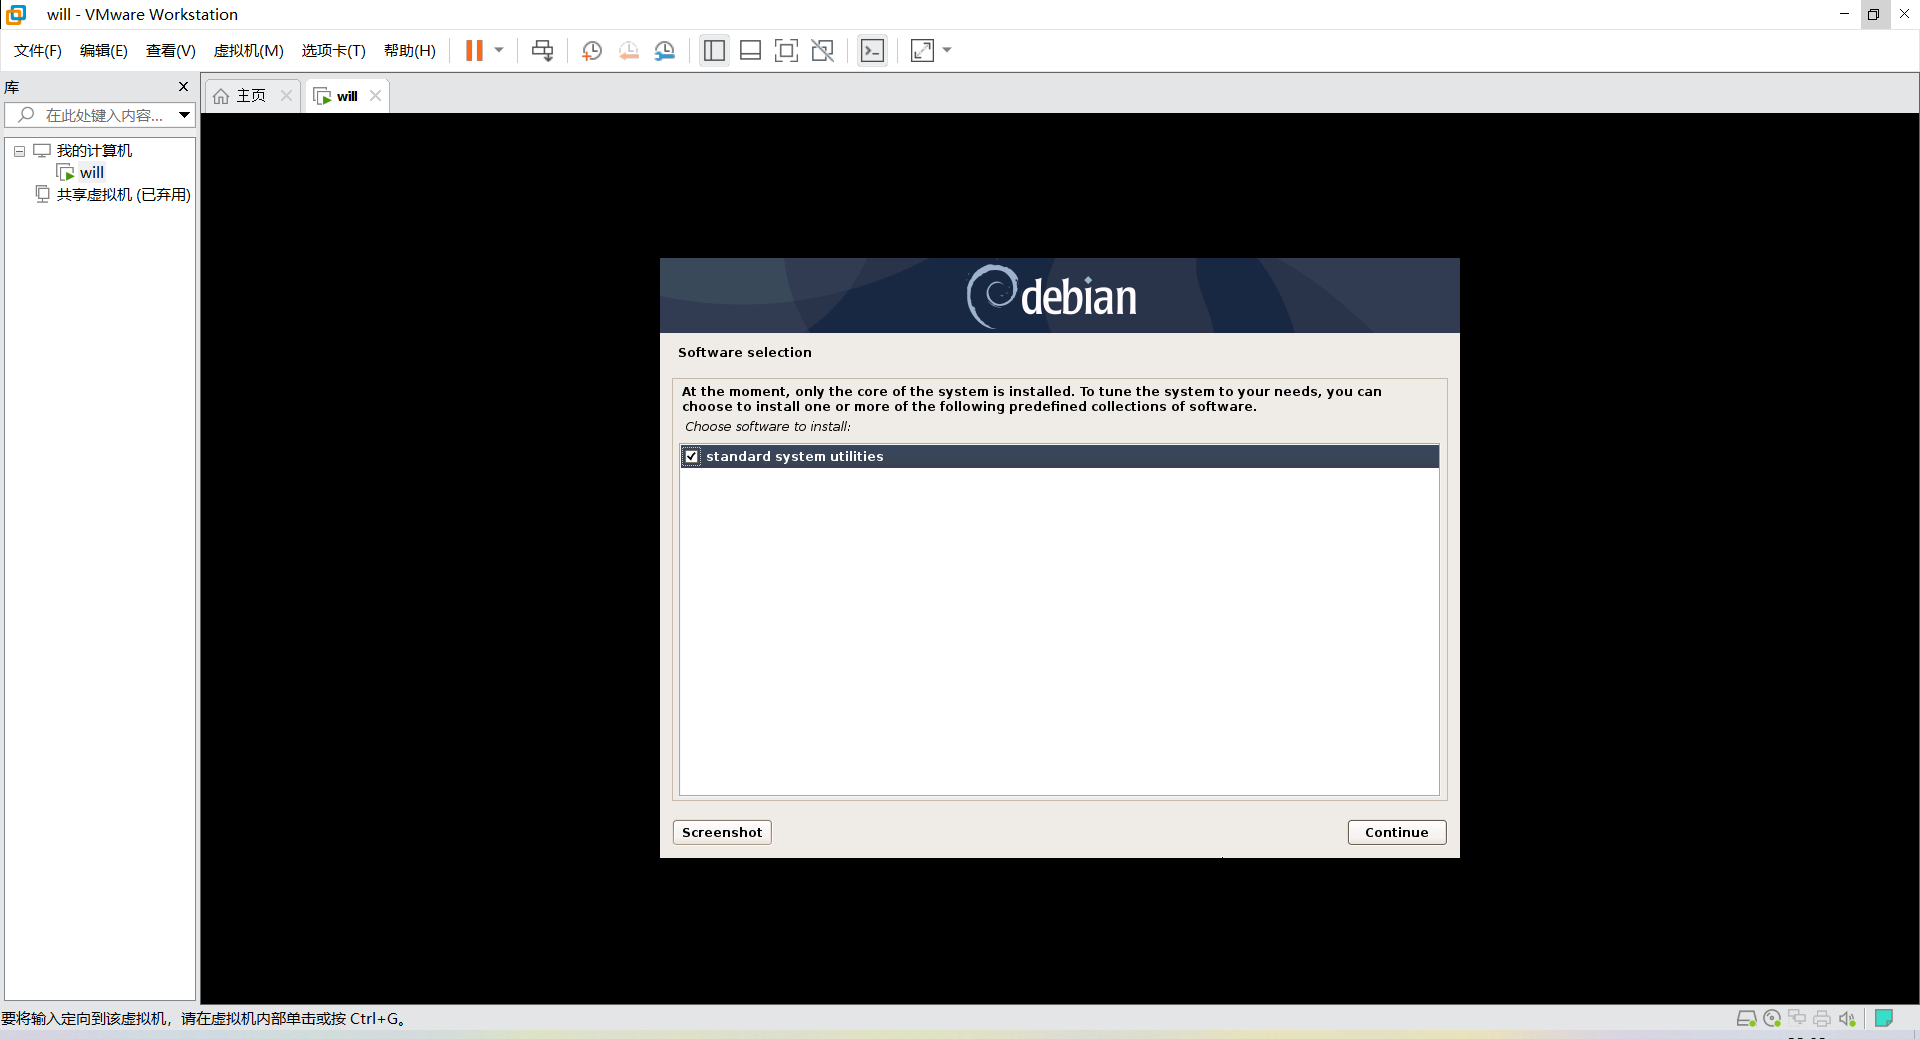 will - VMware Workstation
文件(F) 编辑(E) 查看(V) 虚拟机(M) 选项卡(T) 帮助(H)
库
主页
will
在此处键入内容...
我的计算机
will
共享虚拟机 (已弃用)
debian
Software selection
At the moment, only the core of the system is installed. To tune the system to your needs, you can
choose to install one or more of the following predefined collections of software.
Choose software to install:
standard system utilities
Screenshot
Continue
要将输入定向到该虚拟机，请在虚拟机内部单击或按 Ctrl+G。